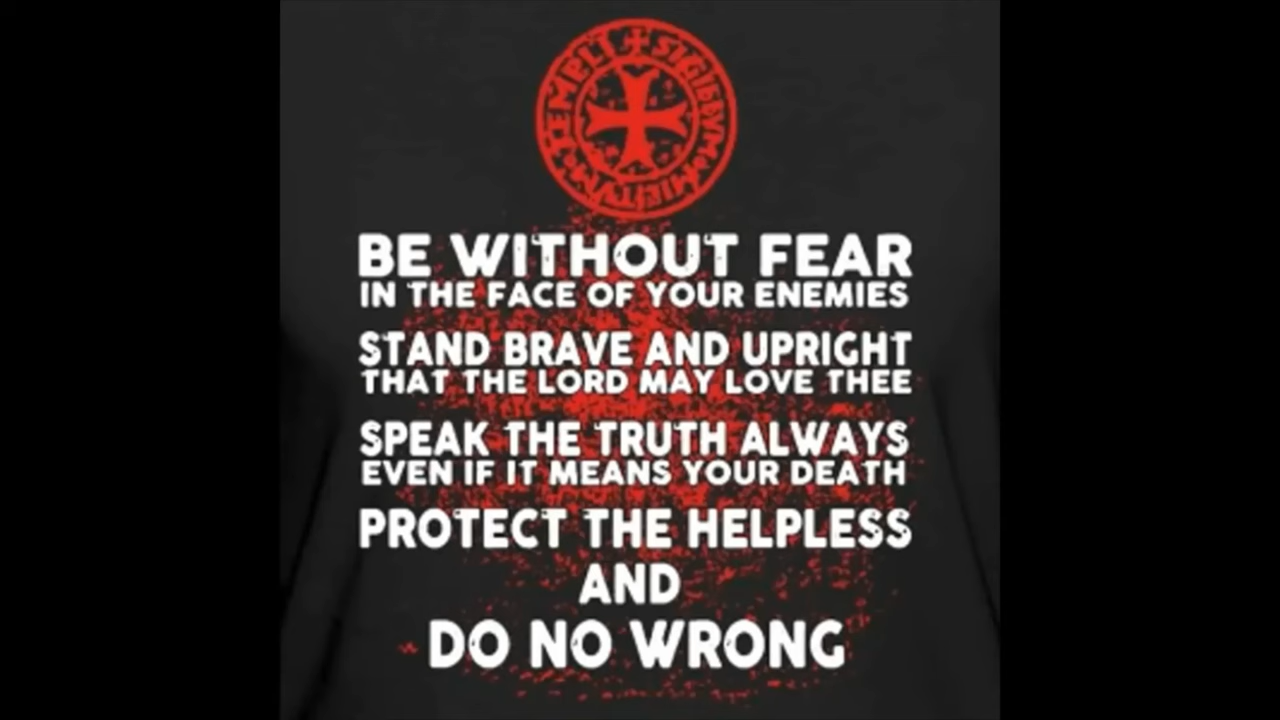 BE WITHOUT FEAR
IN THE FACE OF YOUR ENEMIES
STAND BRAVE AND UPRIGHT
THAT THE LORD MAY LOVE THEE
SPEAK THE TRUTH ALWAYS
EVEN IF IT MEANS YOUR DEATH
PROTECT THE HELPLESS
AND
DO NO WRONG